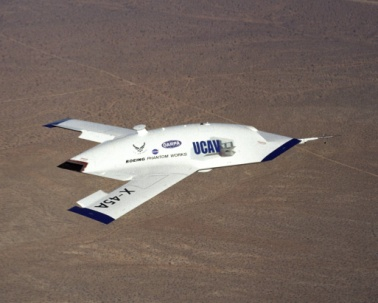 DARPA
UCAV
BOEING PHANTOM WORKS
X-45A